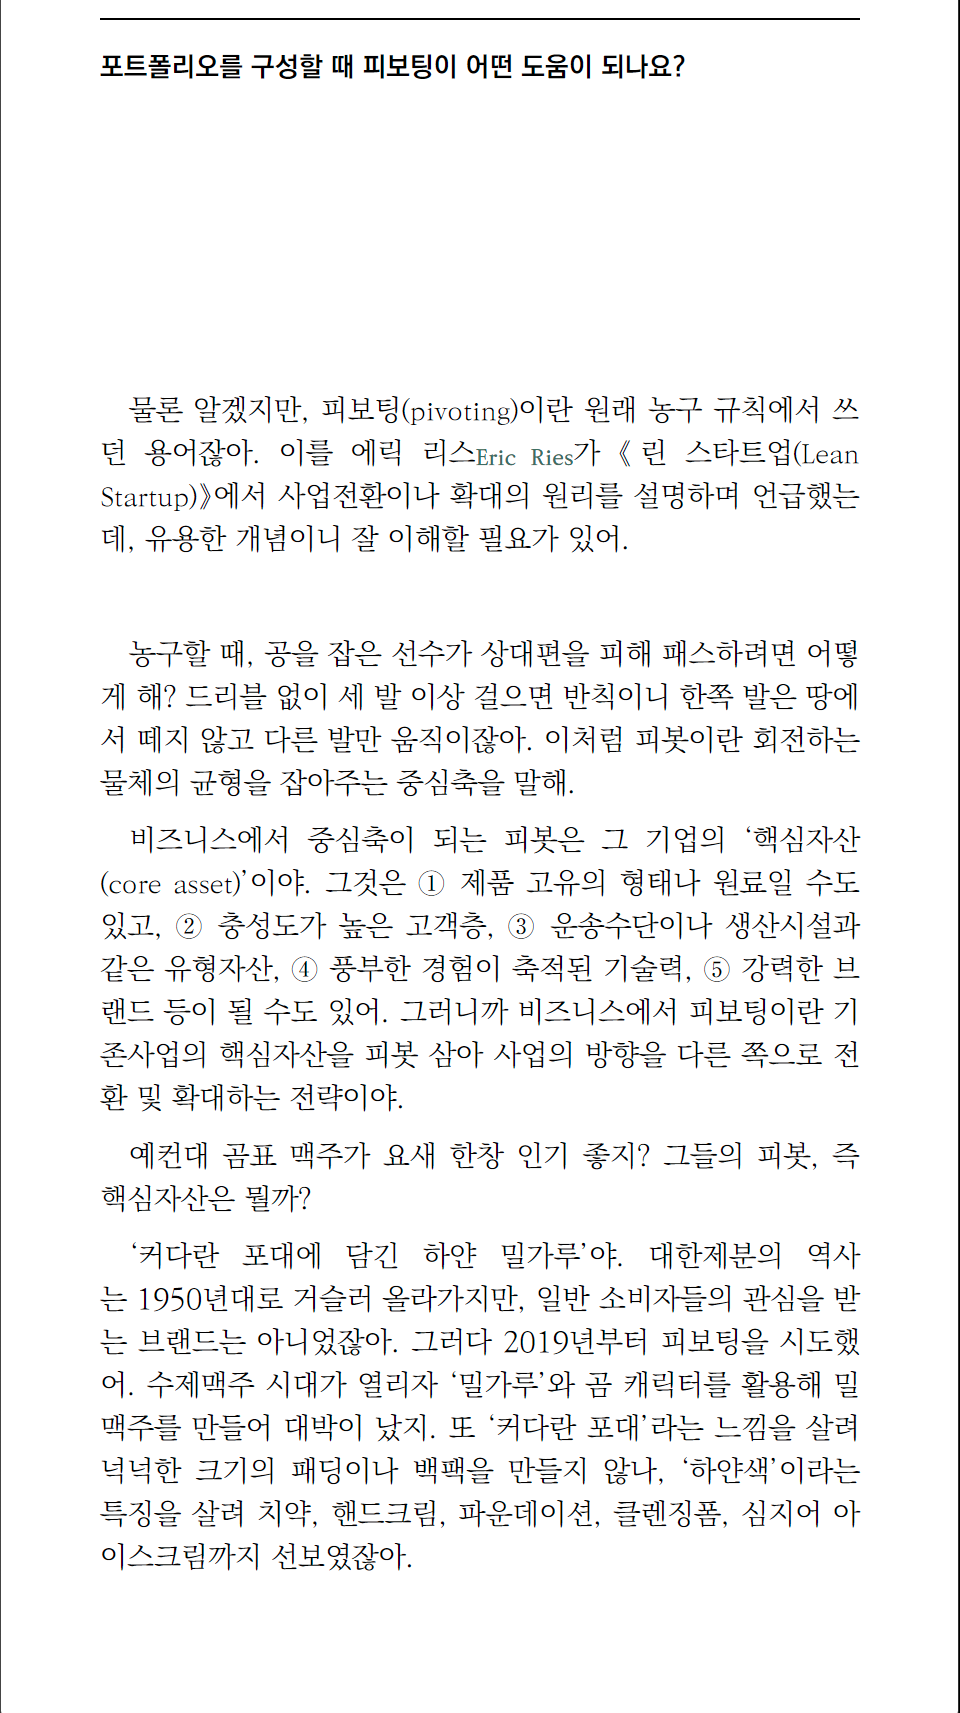 포트폴리오를 구성할 때 피보팅이 어떤 도움이 되나요?
물론 알겠지만, 피보팅(pivoting)이란 원래 농구 규칙에서 쓰
던 용어잖아. 이를 에릭 리스Eric Ries가 《린 스타트업(Lean
Startup)》에서 사업전환이나 확대의 원리를 설명하며 언급했는
데, 유용한 개념이니 잘 이해할 필요가 있어.
농구할 때, 공을 잡은 선수가 상대편을 피해 패스하려면 어떻
게 해? 드리블 없이 세 발 이상 걸으면 반칙이니 한쪽 발은 땅에
서 떼지 않고 다른 발만 움직이잖아. 이처럼 피봇이란 회전하는
물체의 균형을 잡아주는 중심축을 말해.
비즈니스에서 중심축이 되는 피봇은 그 기업의 ‘핵심자산
(core asset)’이야. 그것은 ① 제품 고유의 형태나 원료일 수도
있고, ② 충성도가 높은 고객층, ③ 운송수단이나 생산시설과
같은 유형자산, ④ 풍부한 경험이 축적된 기술력, ⑤ 강력한 브
랜드 등이 될 수도 있어. 그러니까 비즈니스에서 피보팅이란 기
존사업의 핵심자산을 피봇 삼아 사업의 방향을 다른 쪽으로 전
환 및 확대하는 전략이야.
예컨대 곰표 맥주가 요새 한창 인기 좋지? 그들의 피봇, 즉
핵심자산은 뭘까?
‘커다란 포대에 담긴 하얀 밀가루’야. 대한제분의 역사
는 1950년대로 거슬러 올라가지만, 일반 소비자들의 관심을 받
는 브랜드는 아니었잖아. 그러다 2019년부터 피보팅을 시도했
어. 수제맥주 시대가 열리자 ‘밀가루’와 곰 캐릭터를 활용해 밀
맥주를 만들어 대박이 났지. 또 ‘커다란 포대’라는 느낌을 살려
넉넉한 크기의 패딩이나 백팩을 만들지 않나, ‘하얀색’이라는
특징을 살려 치약, 핸드크림, 파운데이션, 클렌징폼, 심지어 아
이스크림까지 선보였잖아.